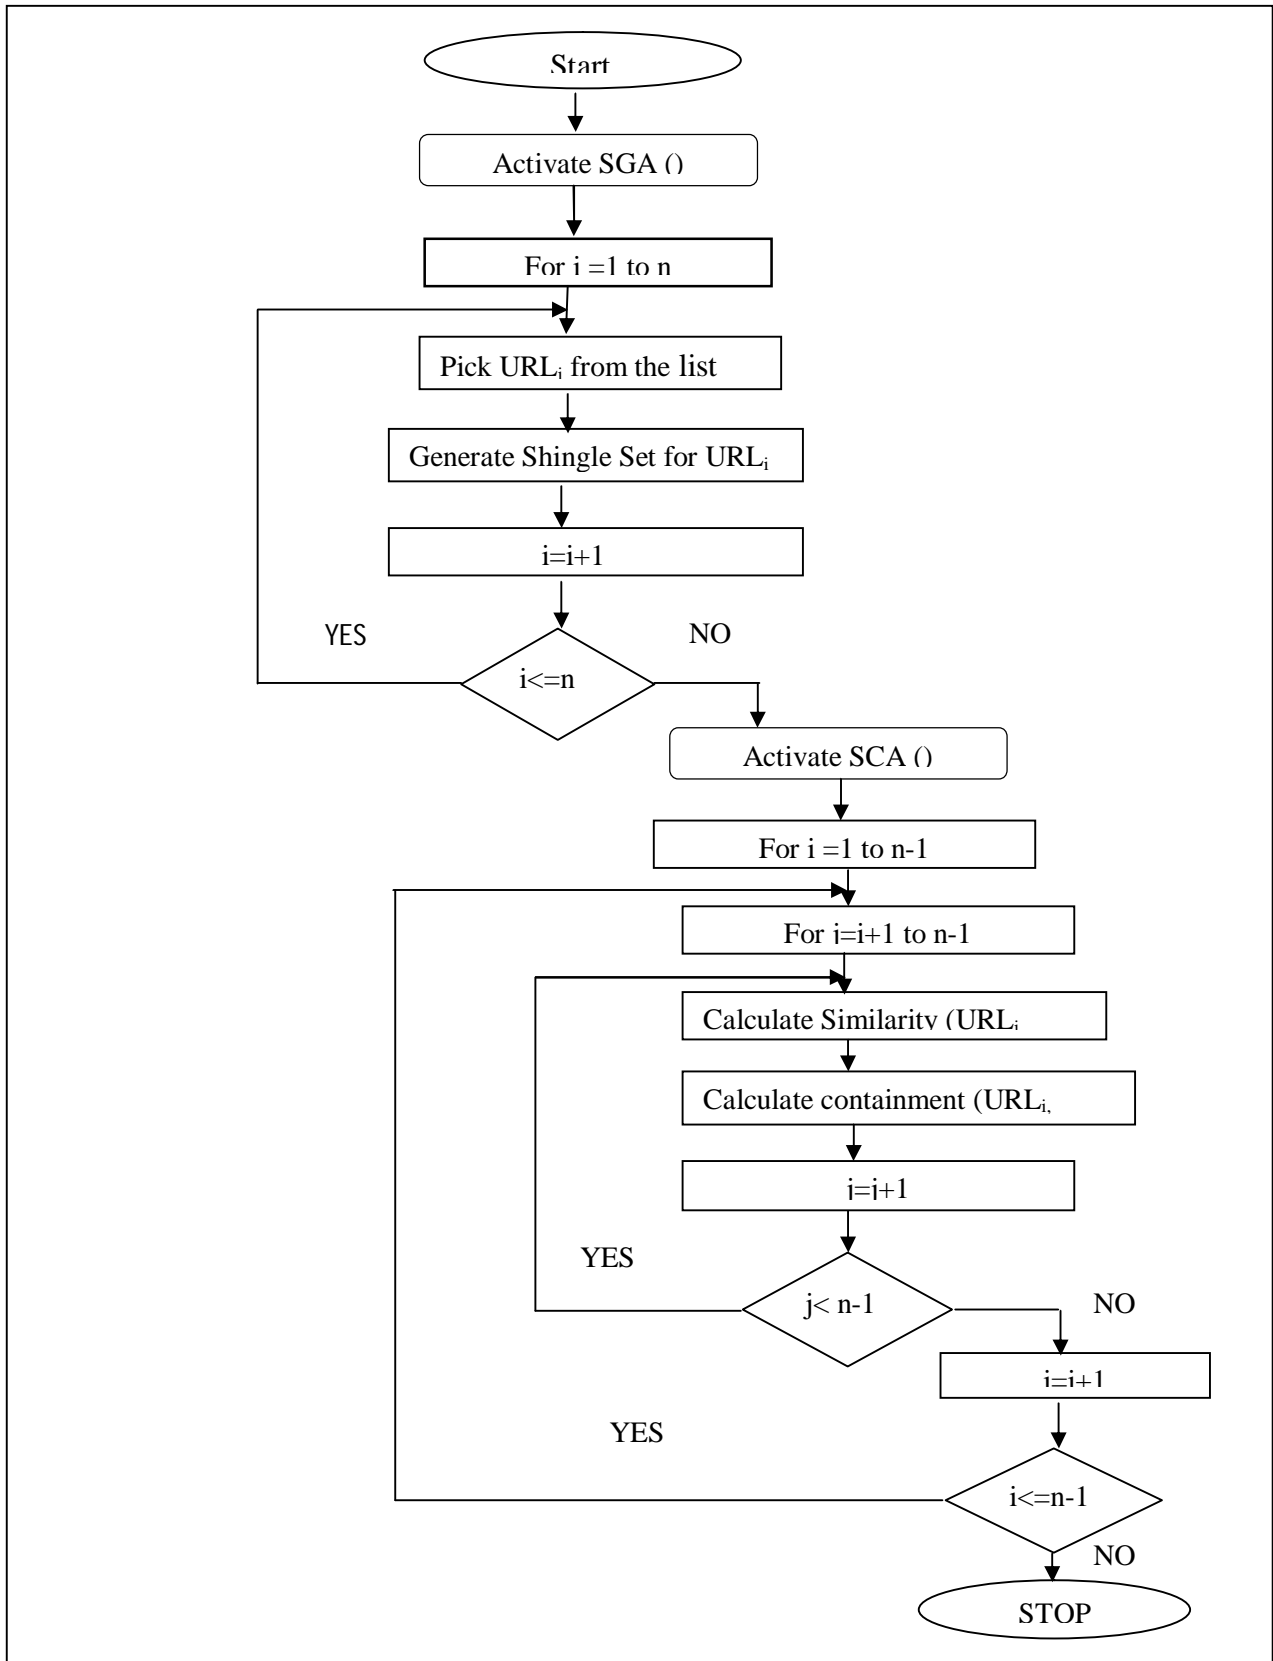 Start
Activate SGA ()
For i =1 to n
Pick URLi from the list
Generate Shingle Set for URLi
i=i+1
YES
NO
i<=n
Activate SCA ()
For i =1 to n-1
For j=i+1 to n-1
Calculate Similarity (URLi
Calculate containment (URLi,
j=j+1
YES
j< n-1
NO
i=i+1
YES
i<=n-1
NO
STOP